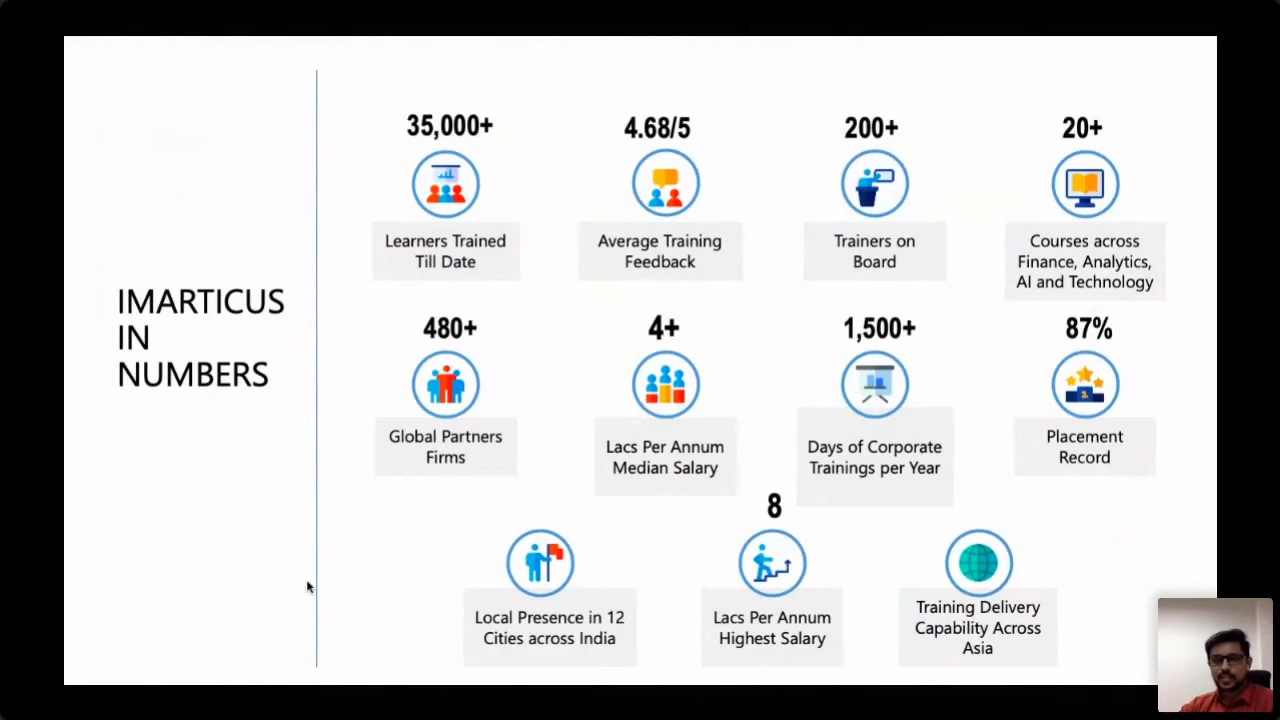 IMARTICUS
IN
NUMBERS
35,000+
Learners Trained
Till Date
4.68/5
Average Training
Feedback
200+
Trainers on
Board
20+
Courses across
Finance, Analytics,
AI and Technology
480+
Global Partners
Firms
4+
Lacs Per Annum
Median Salary
1,500+
Days of Corporate
Trainings per Year
87%
Placement
Record
Local Presence in 12
Cities across India
8
Lacs Per Annum
Highest Salary
Training Delivery
Capability Across
Asia